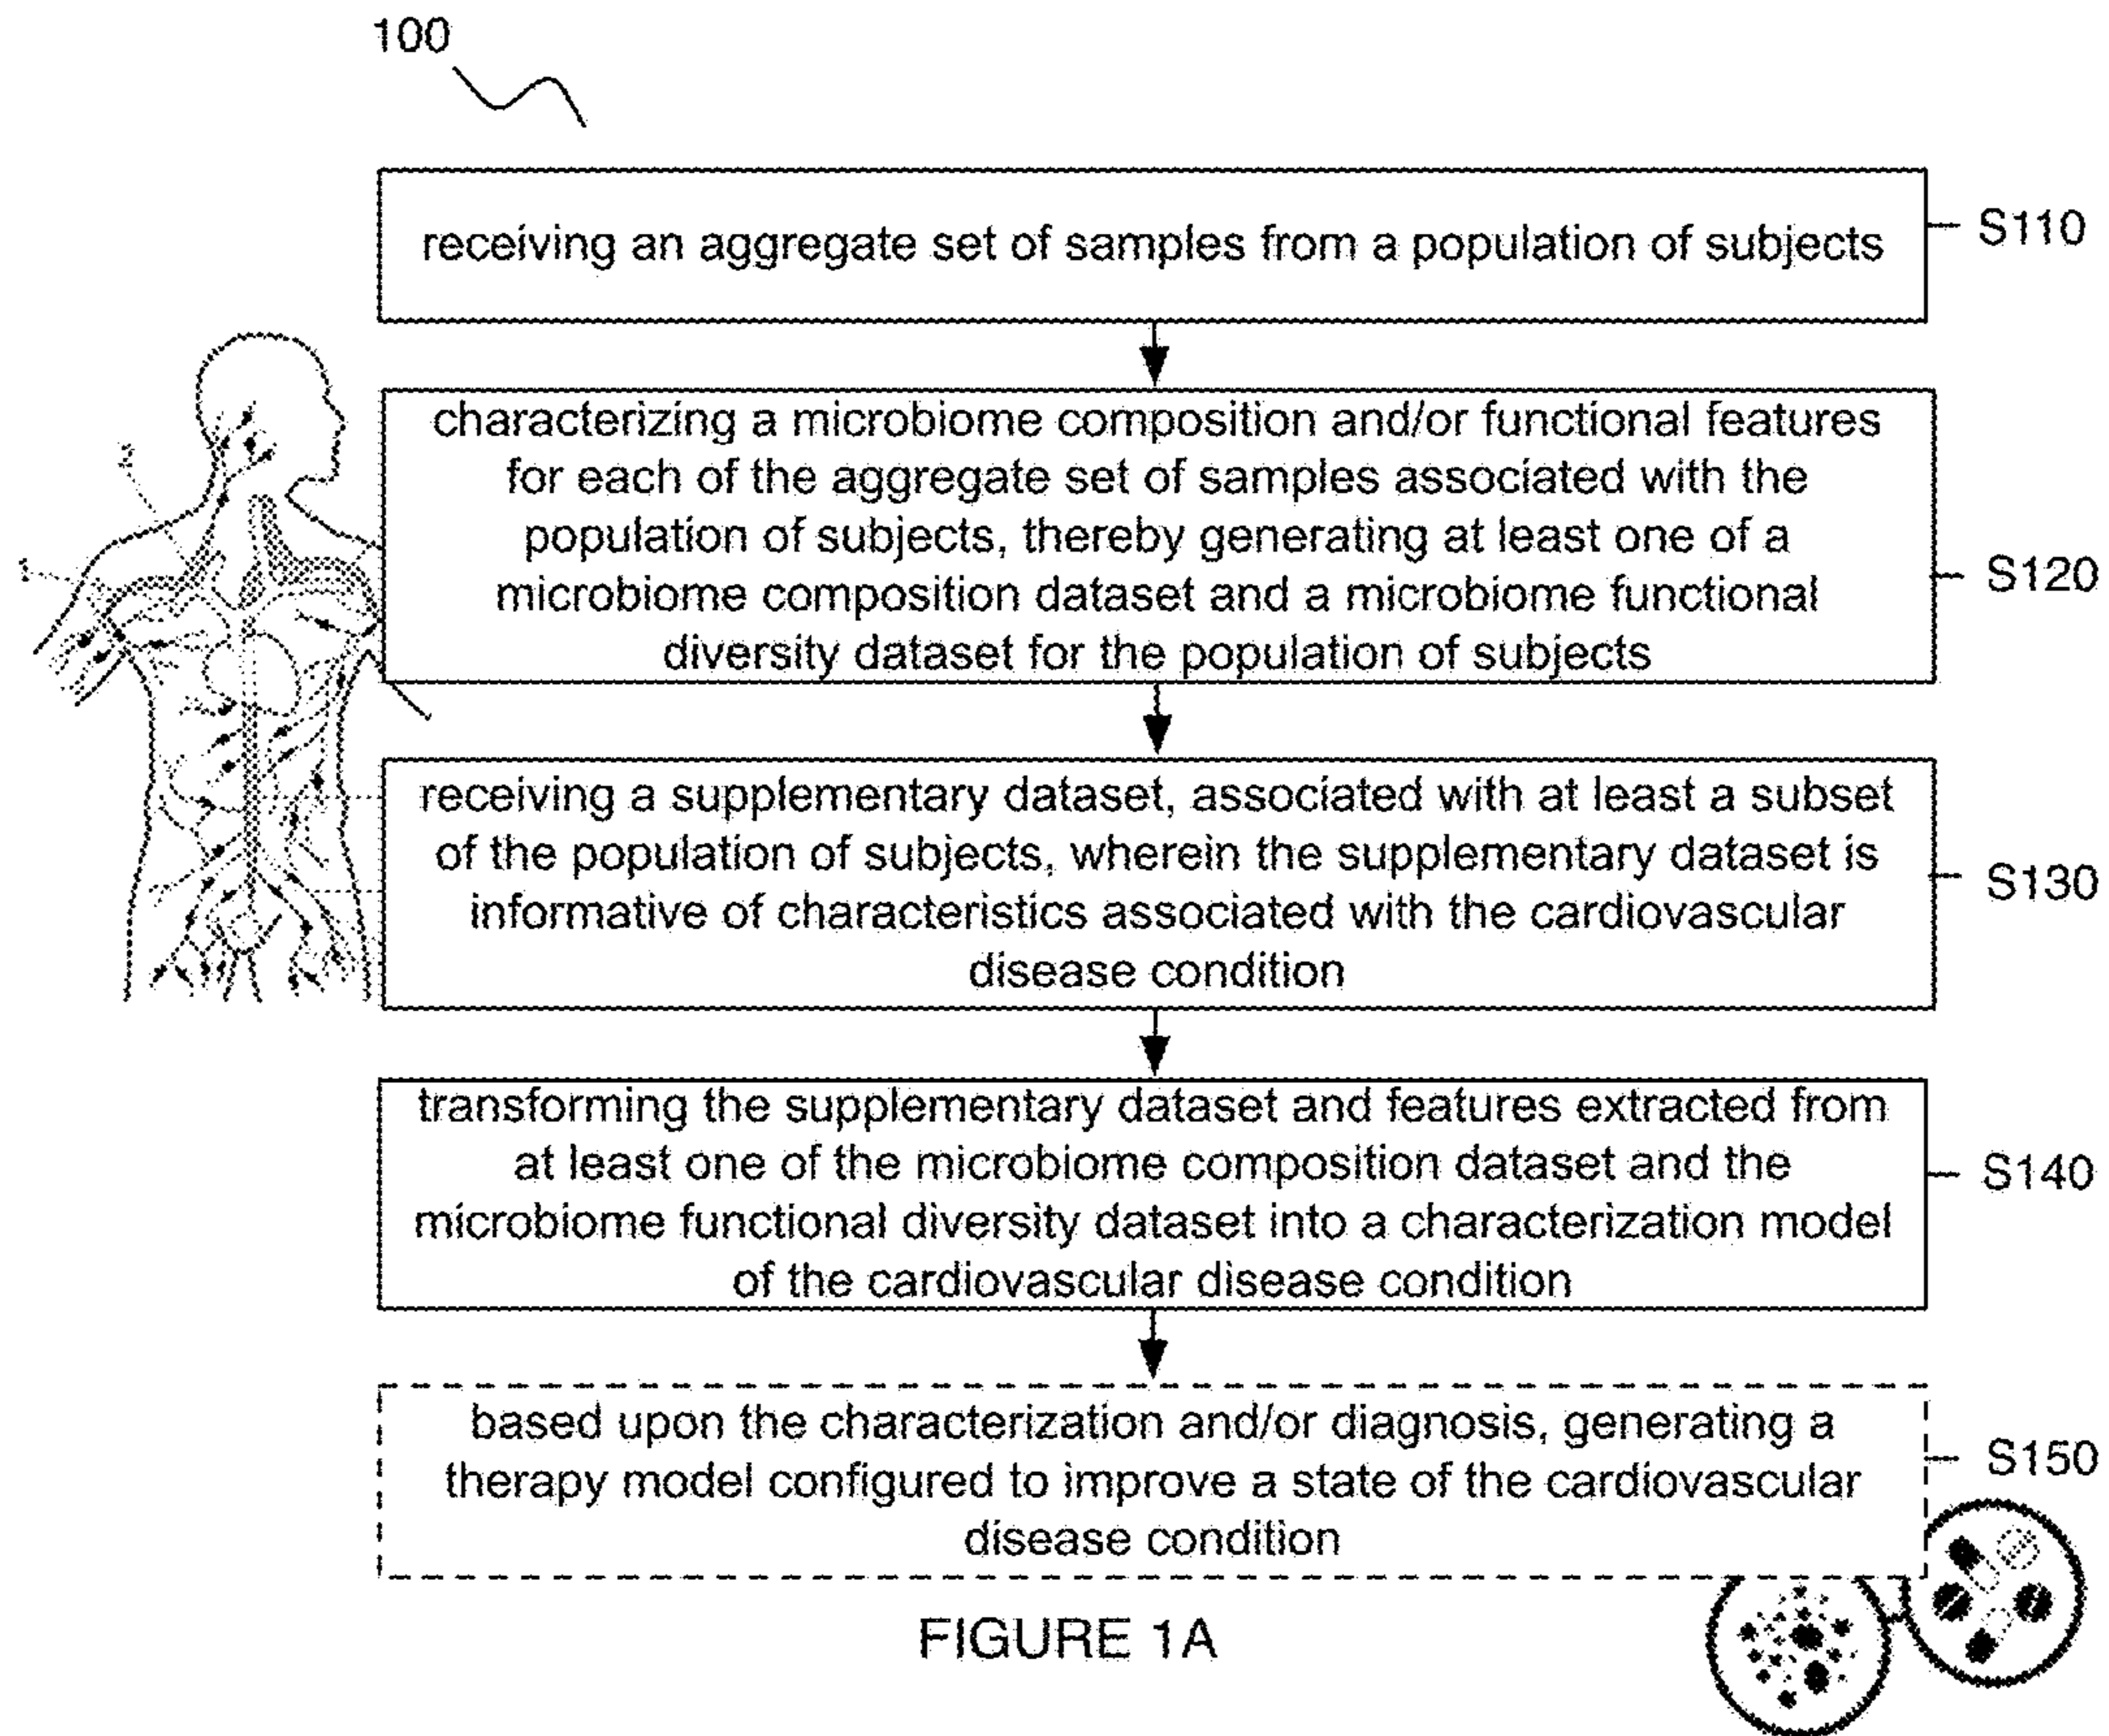 100
receiving an aggregate set of samples from a population of subjects
S110
characterizing a microbiome composition and/or functional features
for each of the aggregate set of samples associated with the
population of subjects, thereby generating at least one of a
microbiome composition dataset and a microbiome functional
diversity dataset for the population of subjects
S120
receiving a supplementary dataset, associated with at least a subset
of the population of subjects, wherein the supplementary dataset is
informative of characteristics associated with the cardiovascular
disease condition
S130
transforming the supplementary dataset and features extracted from
at least one of the microbiome composition dataset and the
microbiome functional diversity dataset into a characterization model
of the cardiovascular disease condition
S140
based upon the characterization and/or diagnosis, generating a
therapy model configured to improve a state of the cardiovascular
disease condition
S150
FIGURE 1A